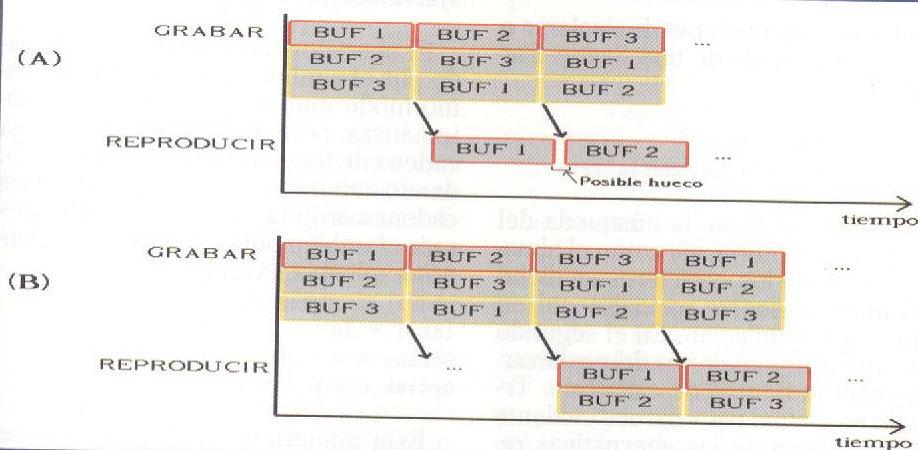 GRABAR BUF 1 BUF 2 BUF 3 ...
(A) BUF 2 BUF 3 BUF 1
BUF 3 BUF 1 BUF 2
REPRODUCIR BUF 1 BUF 2 ...
Posible hueco
tiempo
GRABAR BUF 1 BUF 2 BUF 3 BUF 1 ...
(B) BUF 2 BUF 3 BUF 1 BUF 2
BUF 3 BUF 1 BUF 2 BUF 3
REPRODUCIR ... BUF 1 BUF 2 ...
BUF 2 BUF 3
tiempo